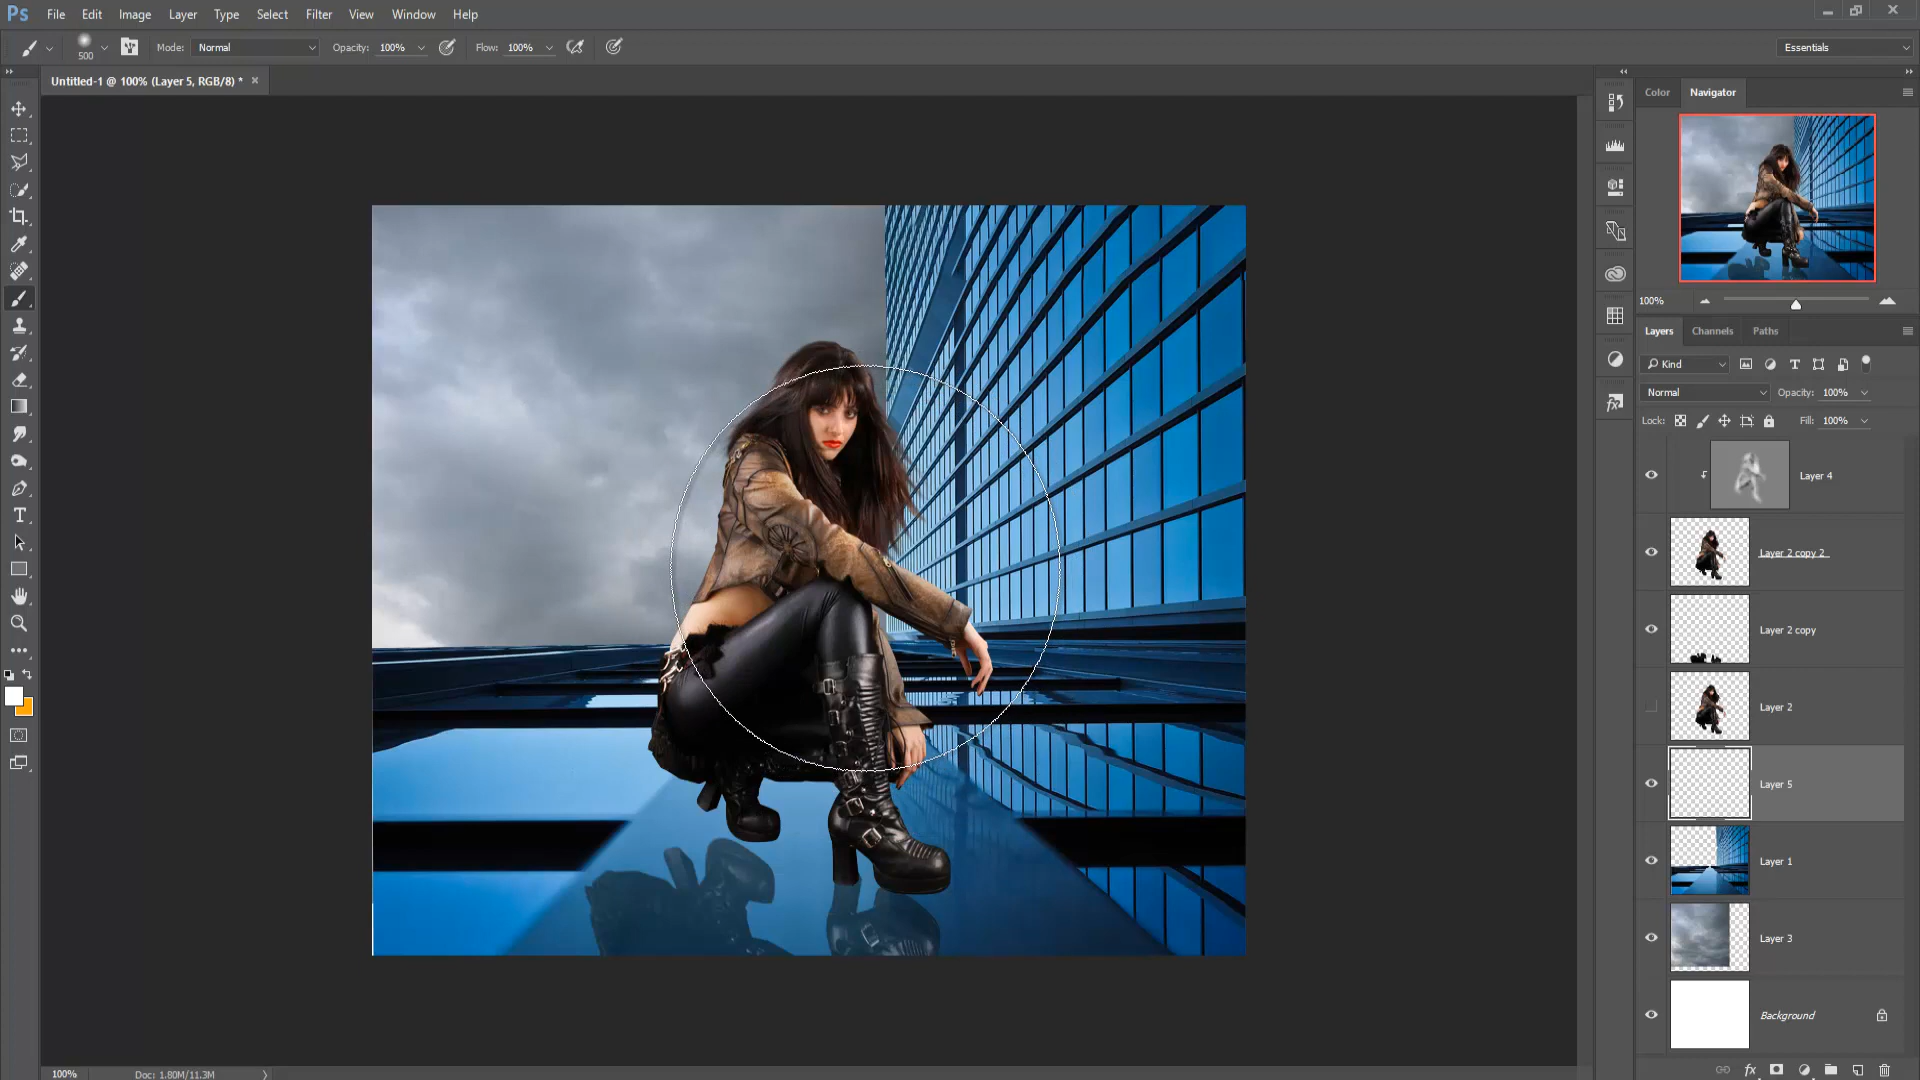 Ps File Edit Image Layer Type Select Filter 3D View Window Help
500 Mode: Normal Opacity: 100% Flow: 100% Essentials
Untitled-1 @ 100% (Layer 5, RGB/8) * ×
Color Navigator
100%
Layers Channels Paths
Kind
Normal Opacity: 100%
Lock: Fill: 100%
Layer 4
Layer 2 copy 2
Layer 2 copy
Layer 2
Layer 5
Layer 1
Layer 3
Background
100% Doc: 1.80M/11.3M